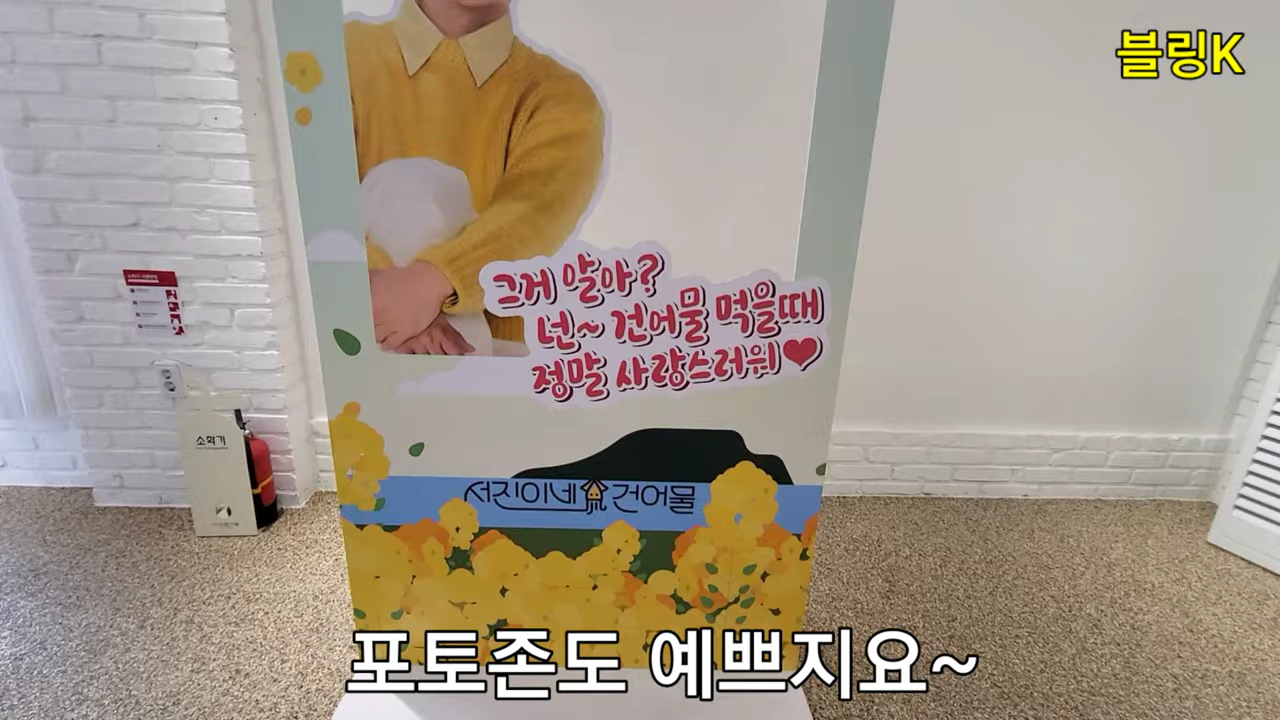 블링K
그거 알아?
넌~ 건어물 먹을때
정말 사랑스러워♥
소화기
서진이네 건어물
포토존도 예쁘지요~